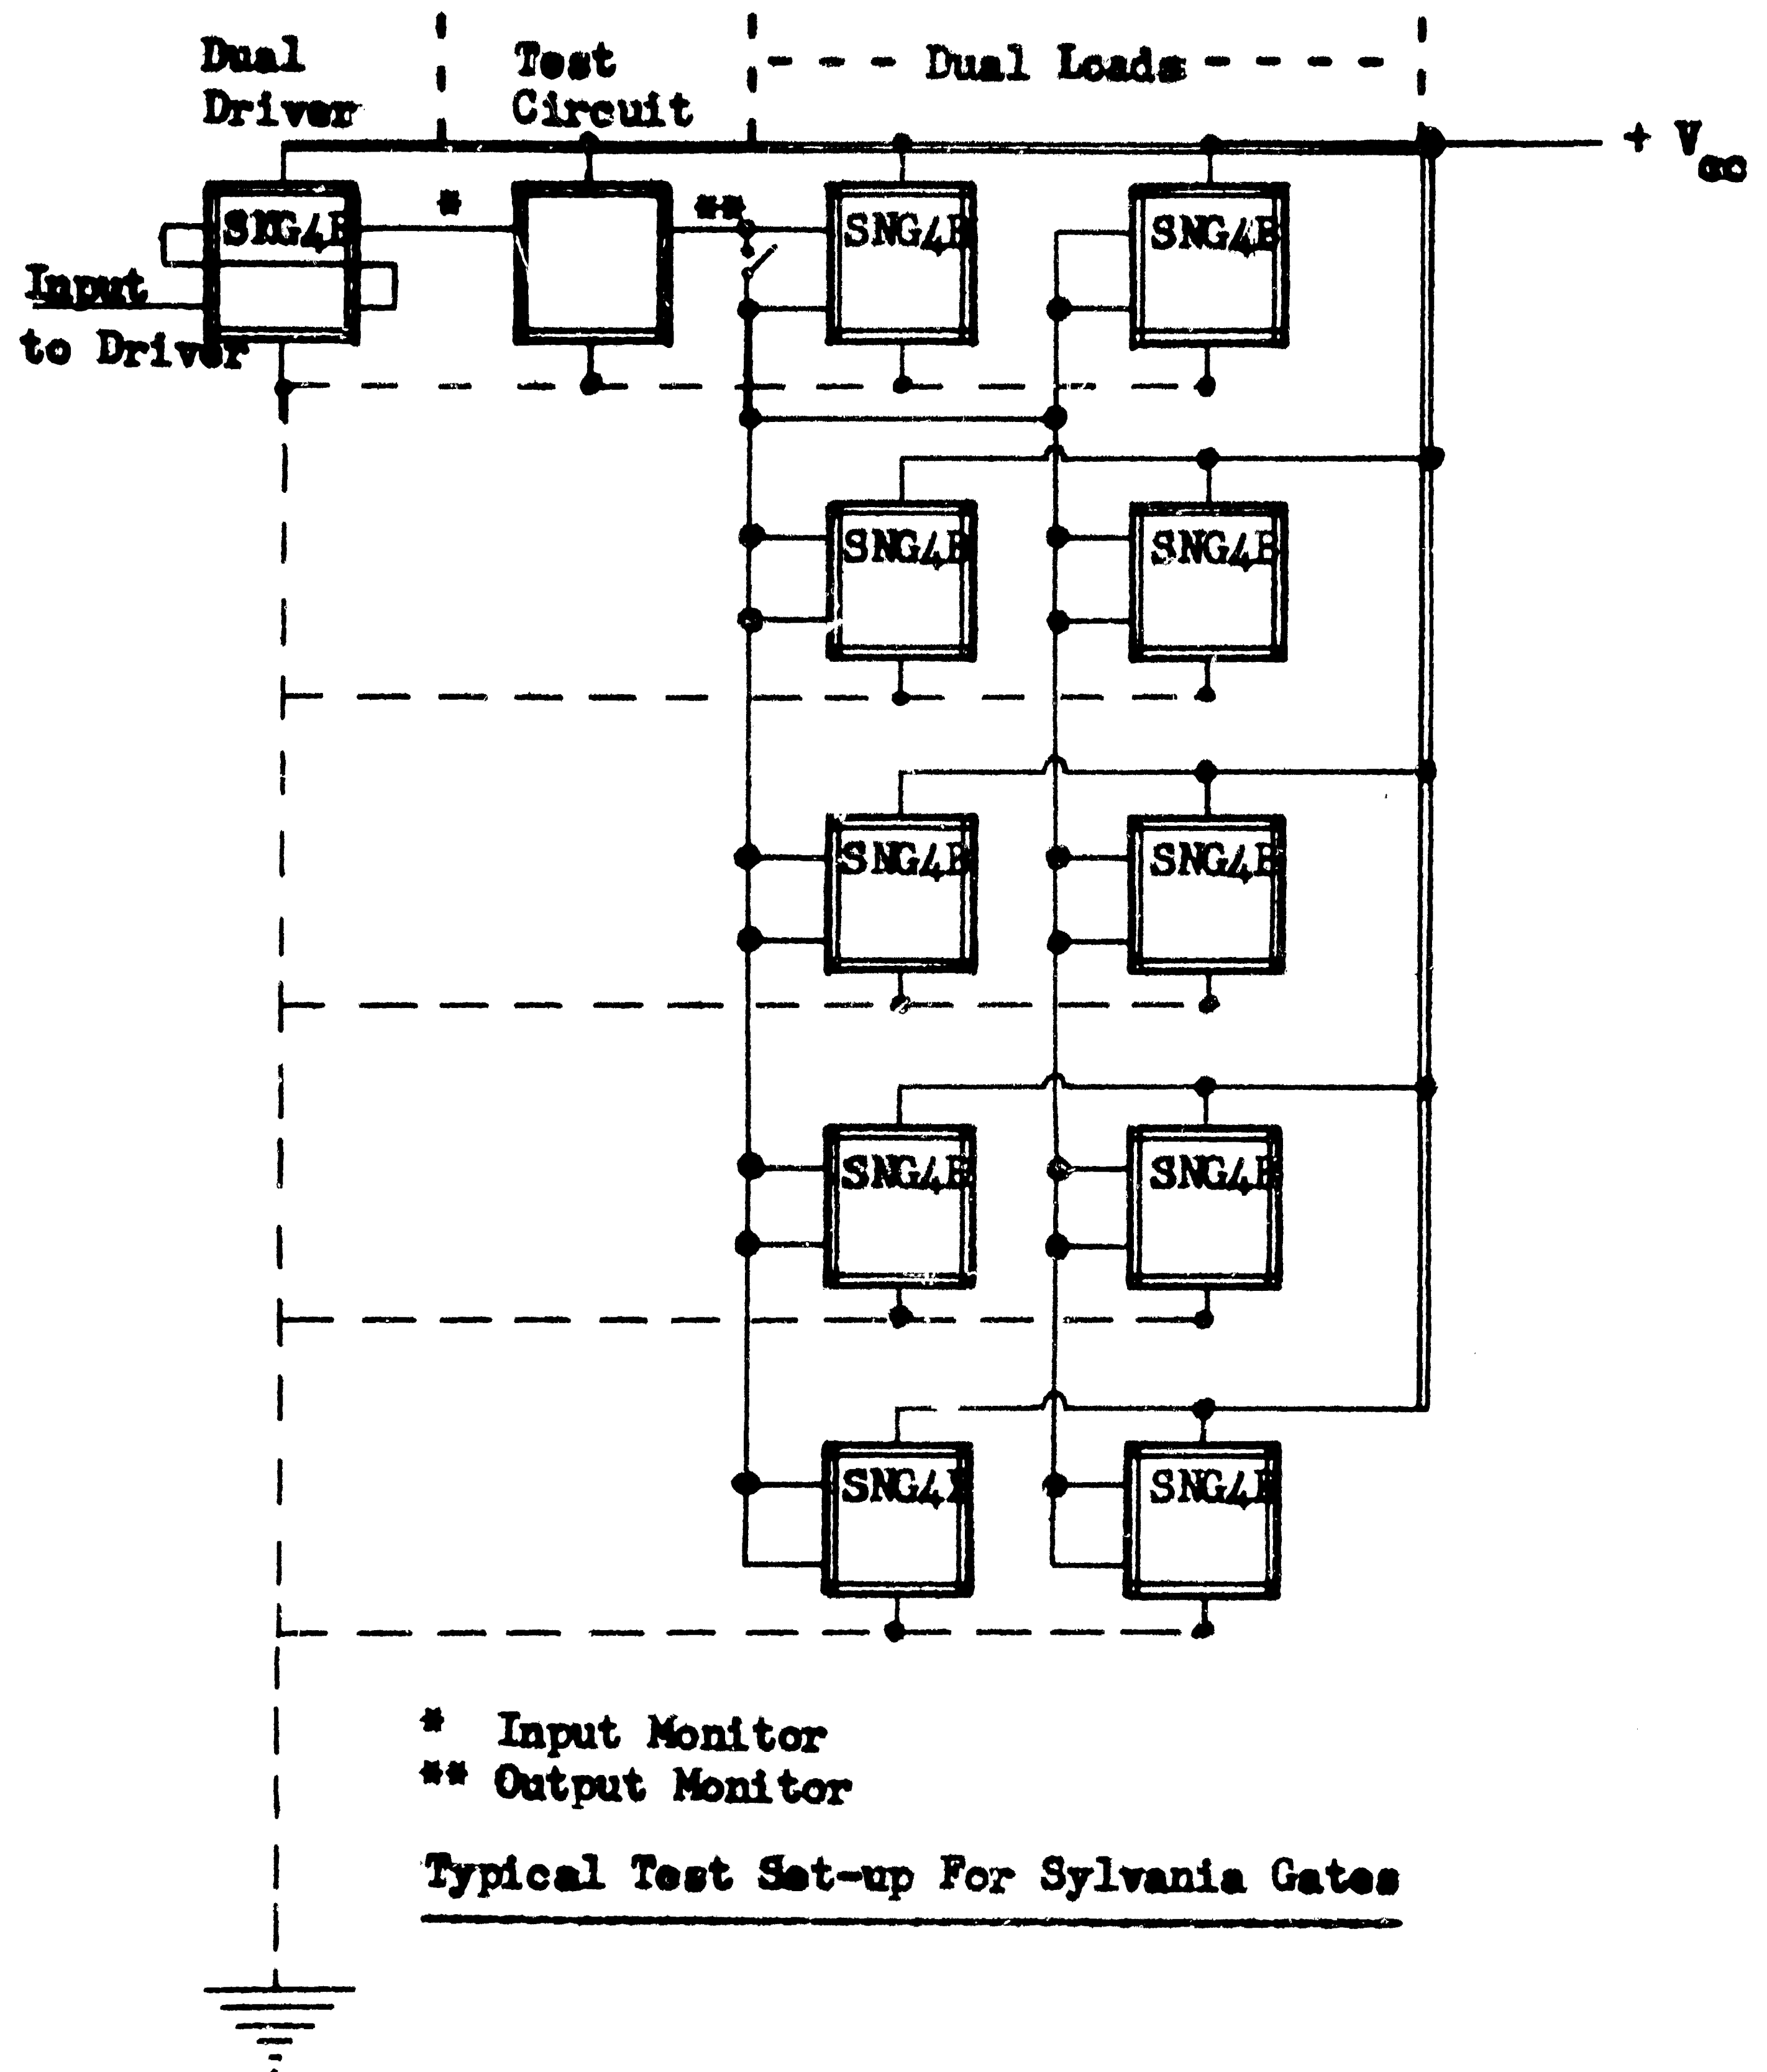 Dual
Driver
Test
Circuit
Dual Loads
+ Vcc
*
**
SNG4B
SNG4B
SNG4B
Input
to Driver
SNG4B
SNG4B
SNG4B
SNG4B
SNG4B
SNG4B
SNG4B
SNG4B
* Input Monitor
** Output Monitor
Typical Test Set-up For Sylvania Gates